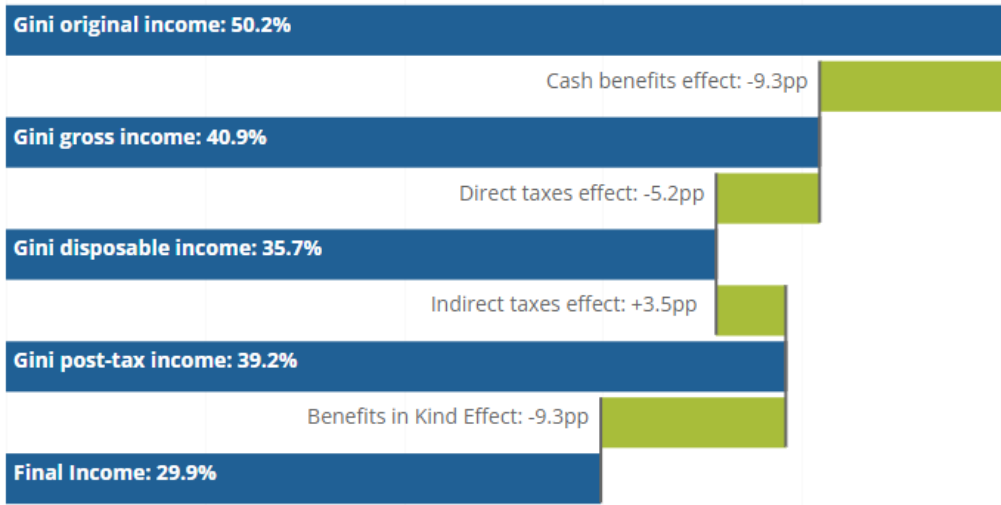 Gini original income: 50.2%
Cash benefits effect: -9.3pp
Gini gross income: 40.9%
Direct taxes effect: -5.2pp
Gini disposable income: 35.7%
Indirect taxes effect: +3.5pp
Gini post-tax income: 39.2%
Benefits in Kind Effect: -9.3pp
Final Income: 29.9%